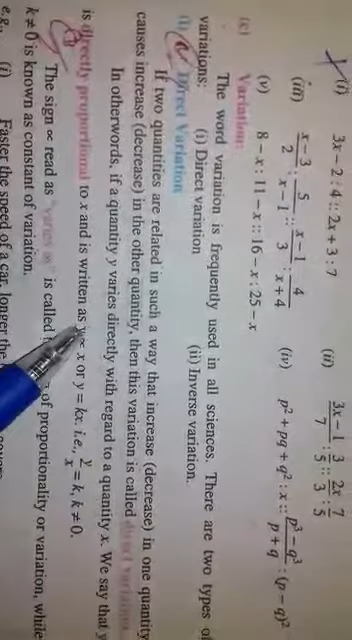 (i) 3x − 2 : 4 :: 2x + 3 : 7
(ii) 3x − 1/7 : 3/5 :: 2x/3 : 7/5
(iii) x − 3/2 : 5/x − 1 :: x − 1/3 : 4/x + 4
(iv) p² + pq + q² : x :: p³ − q³/p + q : (p − q)²
(v) 8 − x : 11 − x :: 16 − x : 25 − x
(c) Variation:
The word variation is frequently used in all sciences. There are two types of
variations: (i) Direct variation (ii) Inverse variation.
(i) Direct Variation
If two quantities are related in such a way that increase (decrease) in one quantity
causes increase (decrease) in the other quantity, then this variation is called direct variation.
In otherwords, if a quantity y varies directly with regard to a quantity x. We say that y
is directly proportional to x and is written as ∝ x or y = kx. i.e., y/x = k, k ≠ 0.
The sign ∝ read as "varies as" is called of proportionality or variation, while
k ≠ 0 is known as constant of variation.
e.g., (i) Faster the speed of a car, longer the